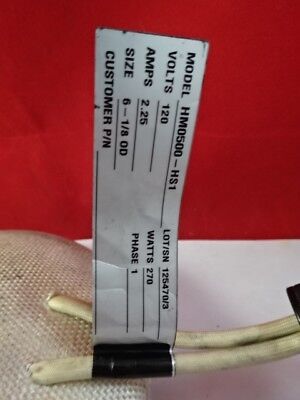 MODEL HM0500-HS1
VOLTS 120 LOT/SN 125470/3
AMPS 2.25 WATTS 270
SIZE 6-1/8 OD PHASE 1
CUSTOMER P/N